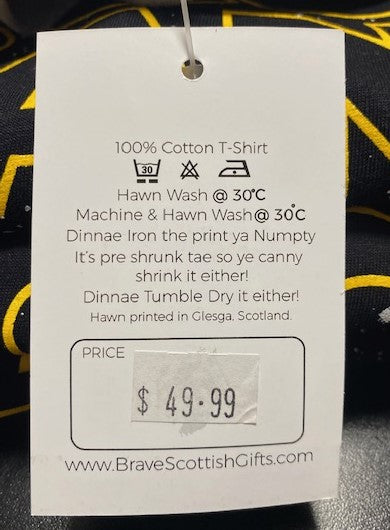 100% Cotton T-Shirt
30
Hawn Wash @ 30°C
Machine & Hawn Wash @ 30°C
Dinnae Iron the print ya Numpty
It's pre shrunk tae so ye canny
shrink it either!
Dinnae Tumble Dry it either!
Hawn printed in Glesga, Scotland.
PRICE
$ 49.99
www.BraveScottishGifts.com